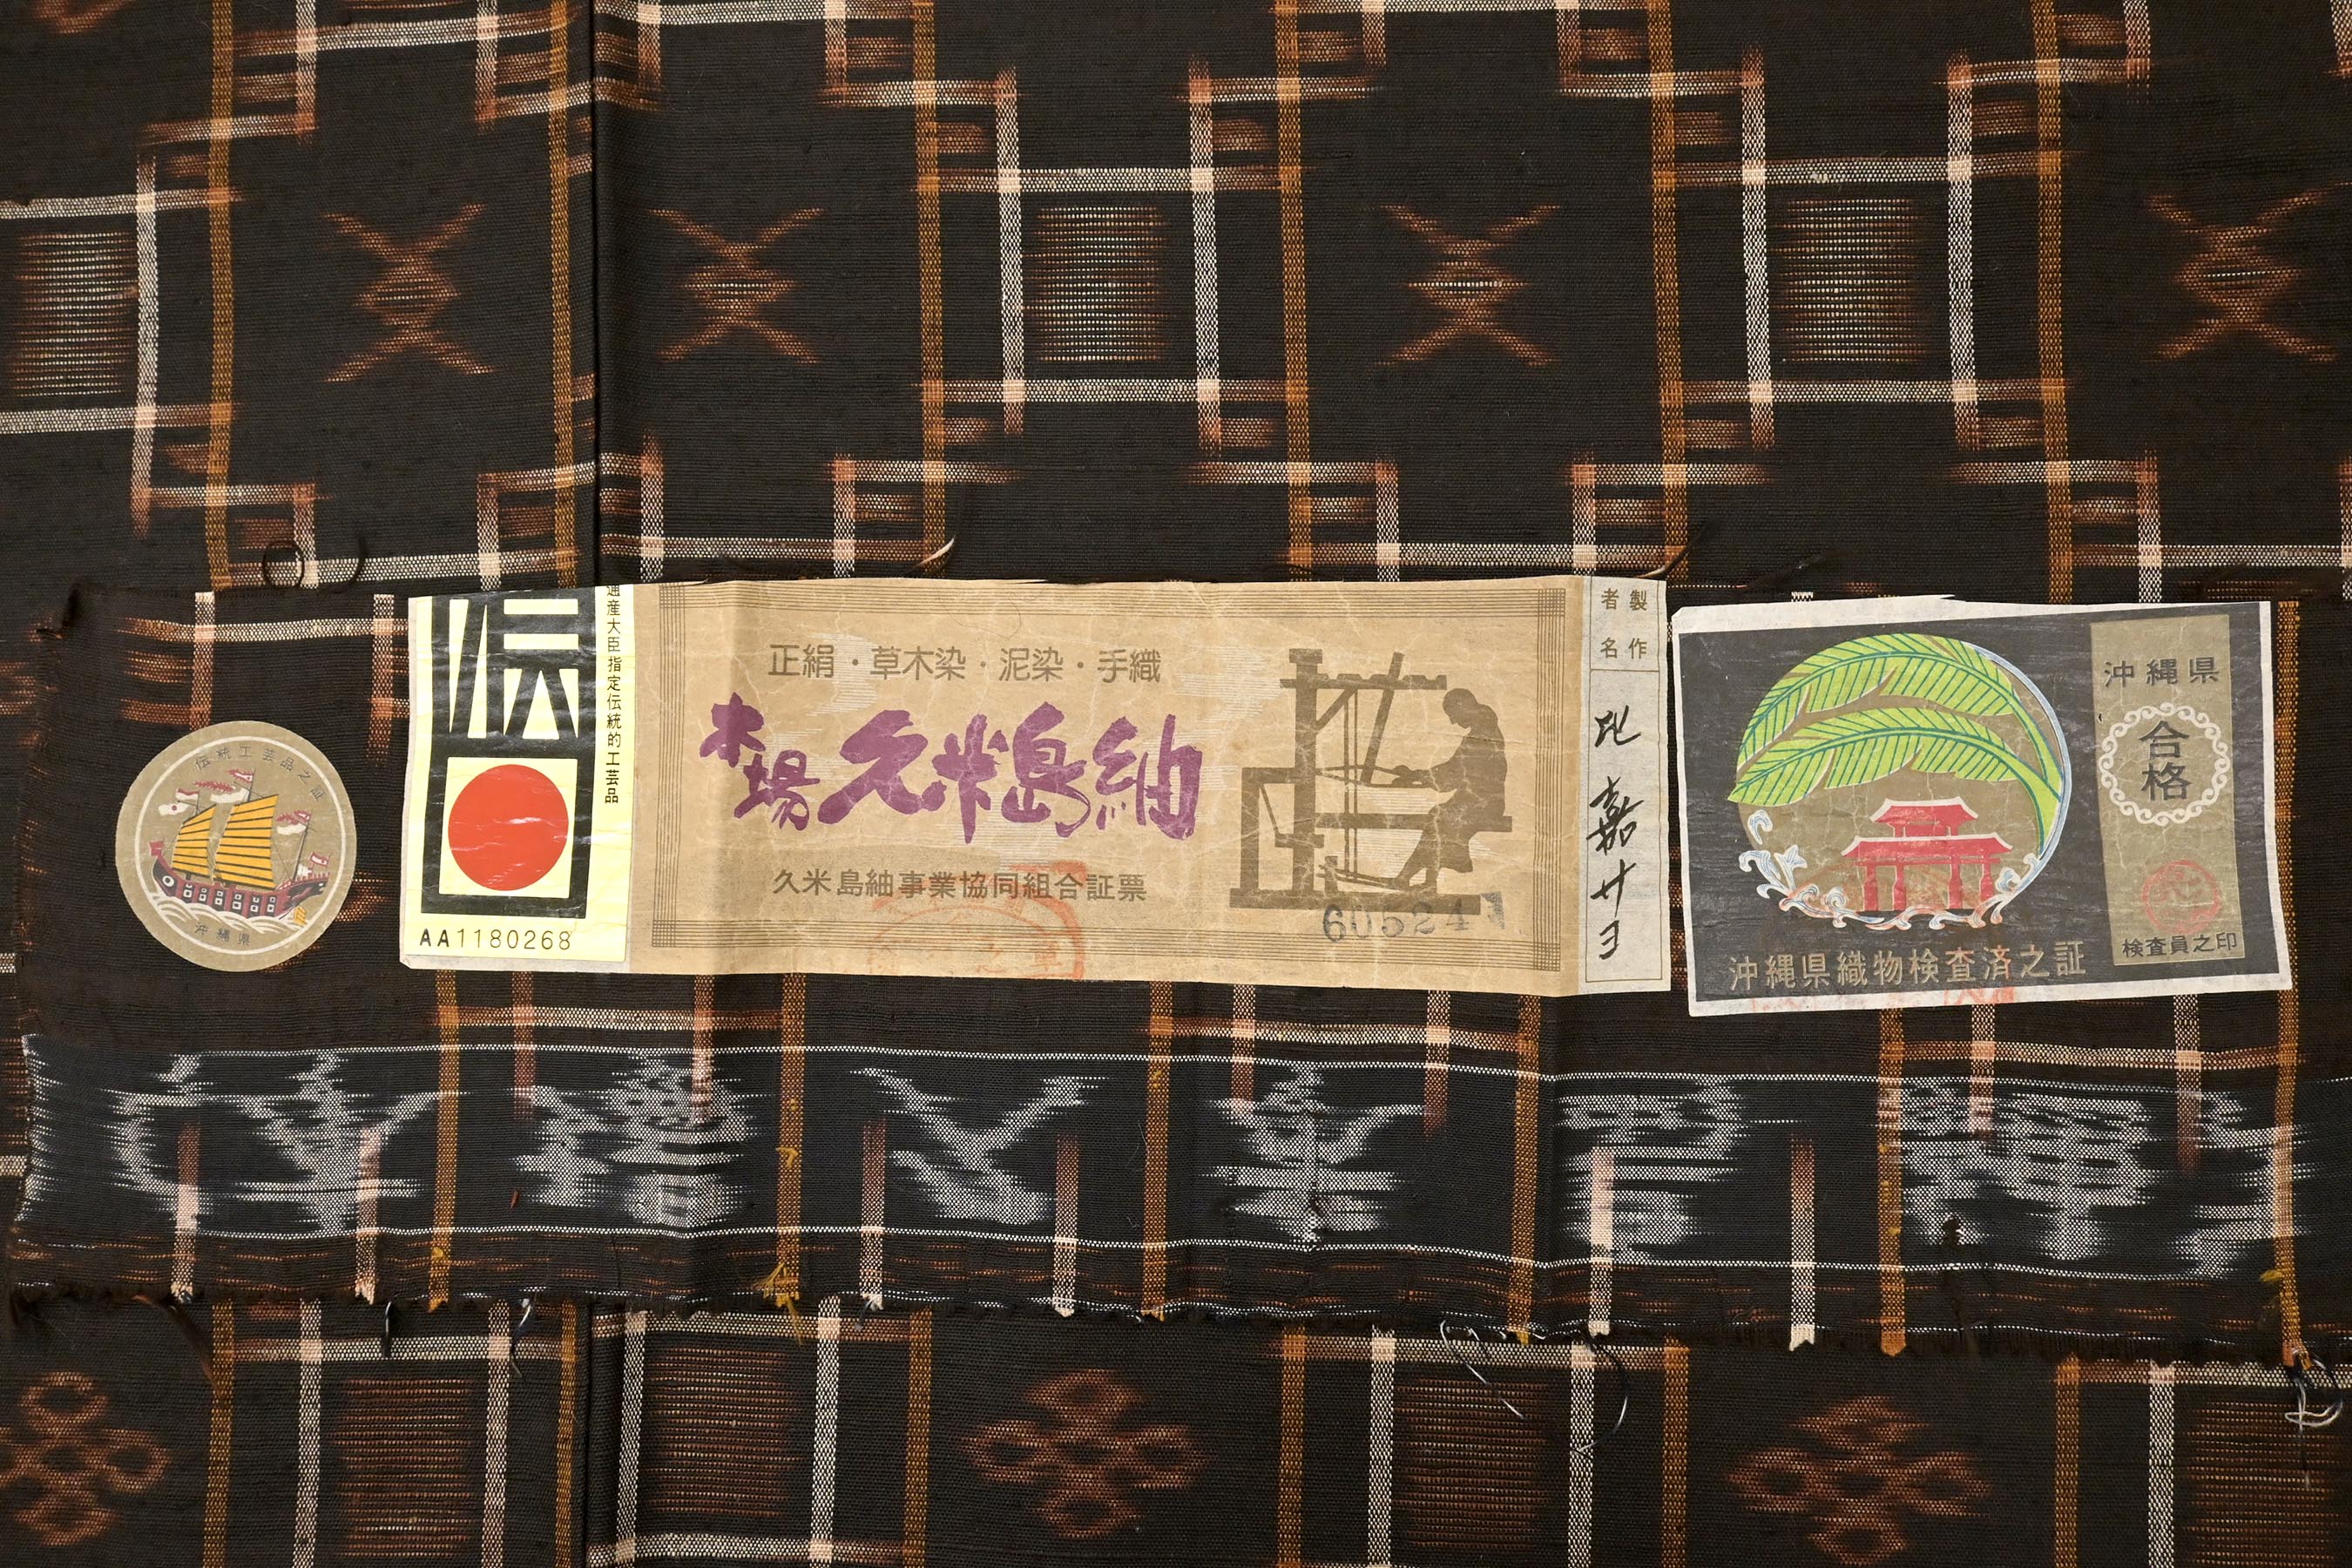 伝統工芸品之証
沖縄県
伝
通産大臣指定伝統的工芸品
AA1180268
正絹・草木染・泥染・手織
本場久米島紬
久米島紬事業協同組合証票
製作者名
比嘉サヨ
沖縄県織物検査済之証
沖縄県
合格
検査員之印